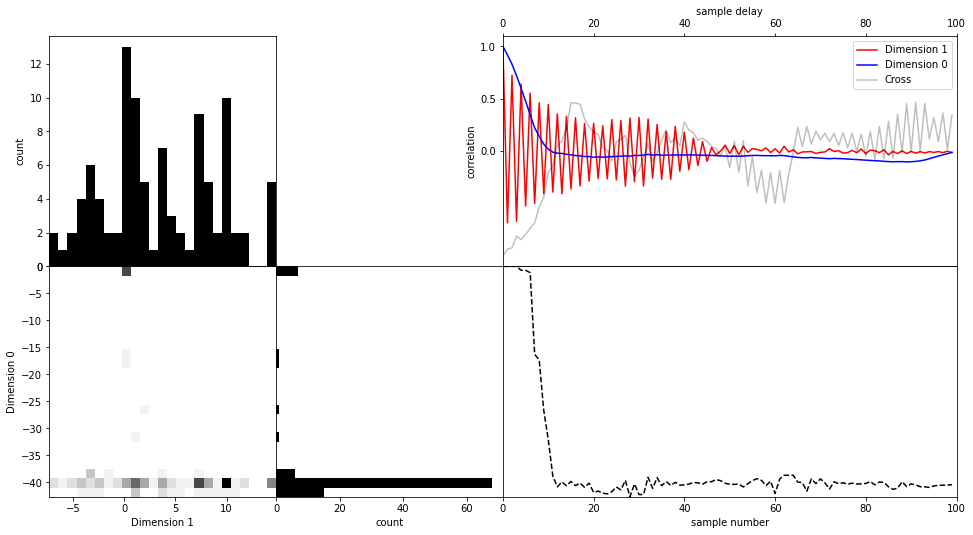 sample delay
0 20 40 60 80 100
1.0
0.5
0.0
correlation
Dimension 1
Dimension 0
Cross
12
10
8
6
4
2
0
count
0
−5
−10
−15
−20
−25
−30
−35
−40
Dimension 0
−5 0 5 10
Dimension 1
0 20 40 60
count
0 20 40 60 80 100
sample number